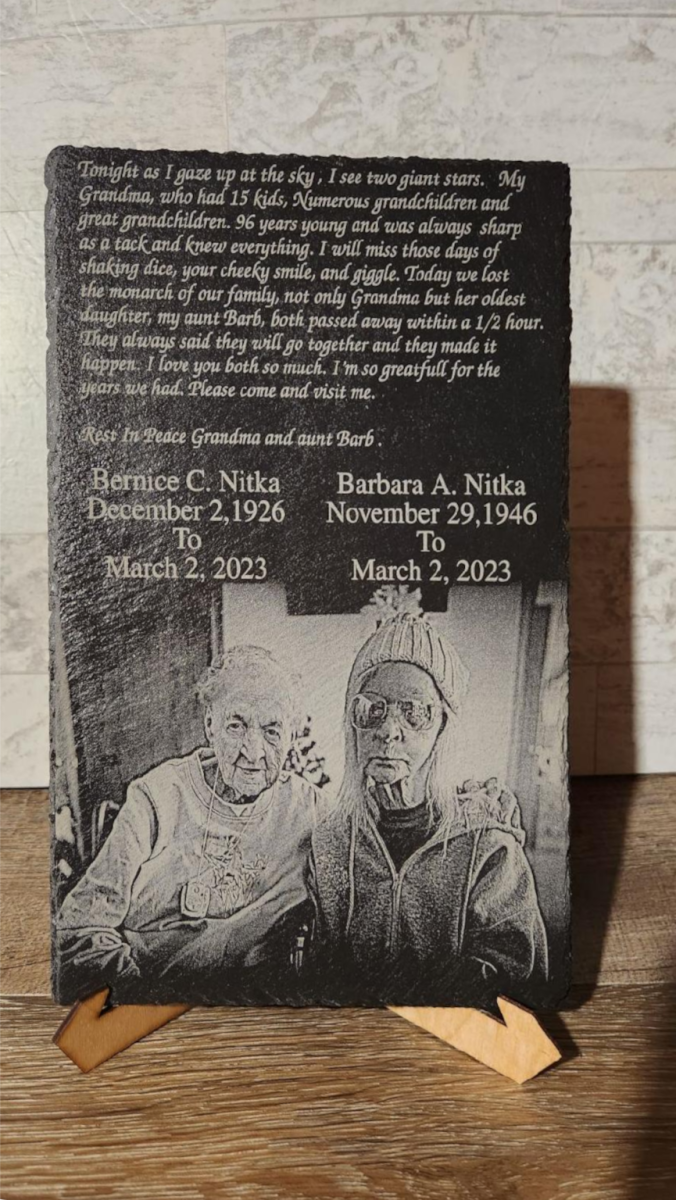 Tonight as I gaze up at the sky, I see two giant stars. My
Grandma, who had 15 kids, Numerous grandchildren and
great grandchildren. 96 years young and was always sharp
as a tack and knew everything. I will miss those days of
shaking dice, your cheeky smile, and giggle. Today we lost
the monarch of our family, not only Grandma but her oldest
daughter, my aunt Barb, both passed away within a 1/2 hour.
They always said they will go together and they made it
happen. I love you both so much. I'm so greatfull for the
years we had. Please come and visit me.
Rest In Peace Grandma and aunt Barb.
Bernice C. Nitka
December 2,1926
To
March 2, 2023
Barbara A. Nitka
November 29,1946
To
March 2, 2023